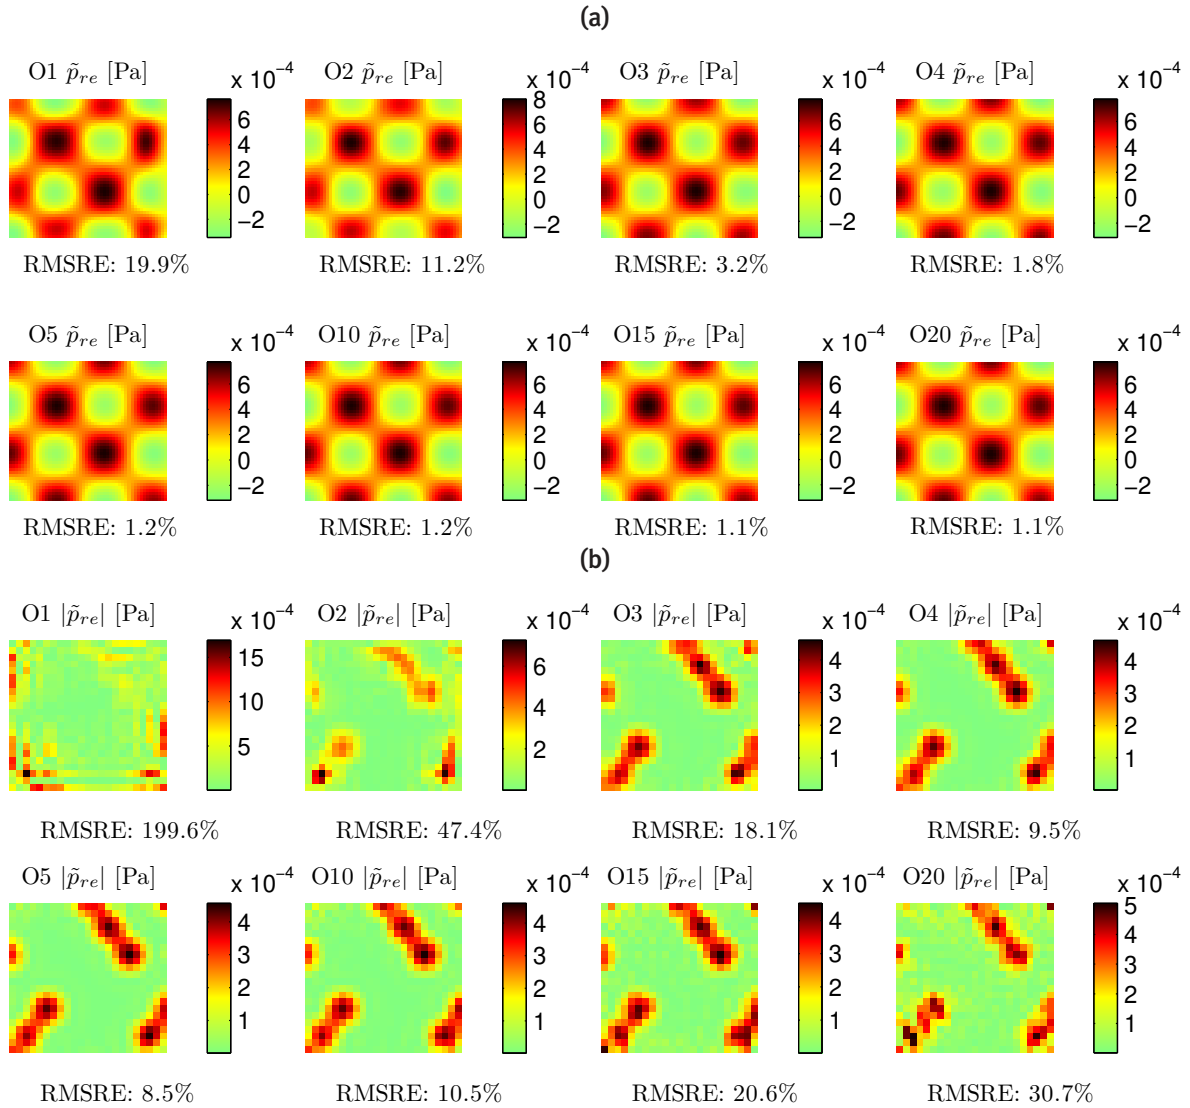 (a)
O1 p̃re [Pa]
x 10−4
6
4
2
0
−2
RMSRE: 19.9%
O2 p̃re [Pa]
x 10−4
8
6
4
2
0
−2
RMSRE: 11.2%
O3 p̃re [Pa]
x 10−4
6
4
2
0
−2
RMSRE: 3.2%
O4 p̃re [Pa]
x 10−4
6
4
2
0
−2
RMSRE: 1.8%
O5 p̃re [Pa]
x 10−4
6
4
2
0
−2
RMSRE: 1.2%
O10 p̃re [Pa]
x 10−4
6
4
2
0
−2
RMSRE: 1.2%
O15 p̃re [Pa]
x 10−4
6
4
2
0
−2
RMSRE: 1.1%
O20 p̃re [Pa]
x 10−4
6
4
2
0
−2
RMSRE: 1.1%
(b)
O1 |p̃re| [Pa]
x 10−4
15
10
5
RMSRE: 199.6%
O2 |p̃re| [Pa]
x 10−4
6
4
2
RMSRE: 47.4%
O3 |p̃re| [Pa]
x 10−4
4
3
2
1
RMSRE: 18.1%
O4 |p̃re| [Pa]
x 10−4
4
3
2
1
RMSRE: 9.5%
O5 |p̃re| [Pa]
x 10−4
4
3
2
1
RMSRE: 8.5%
O10 |p̃re| [Pa]
x 10−4
4
3
2
1
RMSRE: 10.5%
O15 |p̃re| [Pa]
x 10−4
4
3
2
1
RMSRE: 20.6%
O20 |p̃re| [Pa]
x 10−4
5
4
3
2
1
RMSRE: 30.7%